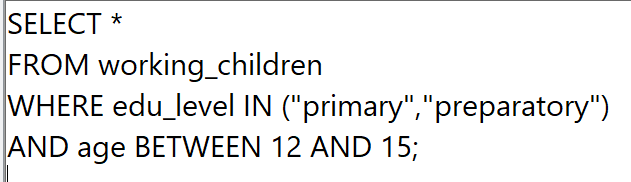 SELECT *
FROM working_children
WHERE edu_level IN ("primary","preparatory")
AND age BETWEEN 12 AND 15;